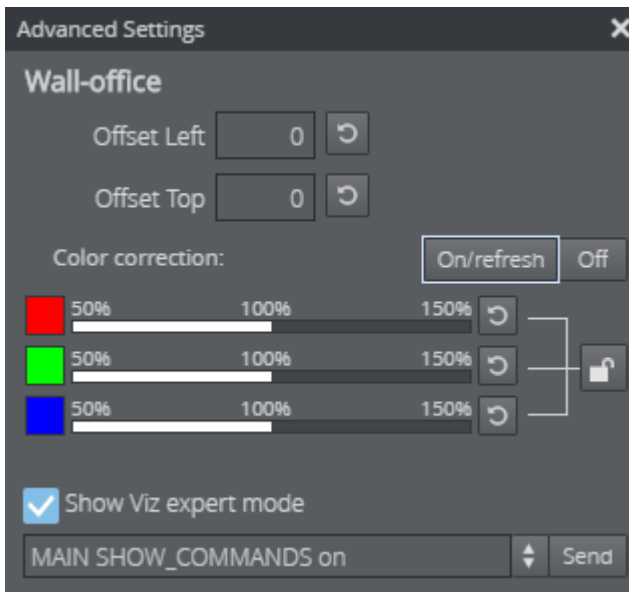 Advanced Settings
Wall-office
Offset Left 0
Offset Top 0
Color correction: On/refresh Off
50% 100% 150%
50% 100% 150%
50% 100% 150%
Show Viz expert mode
MAIN SHOW_COMMANDS on Send